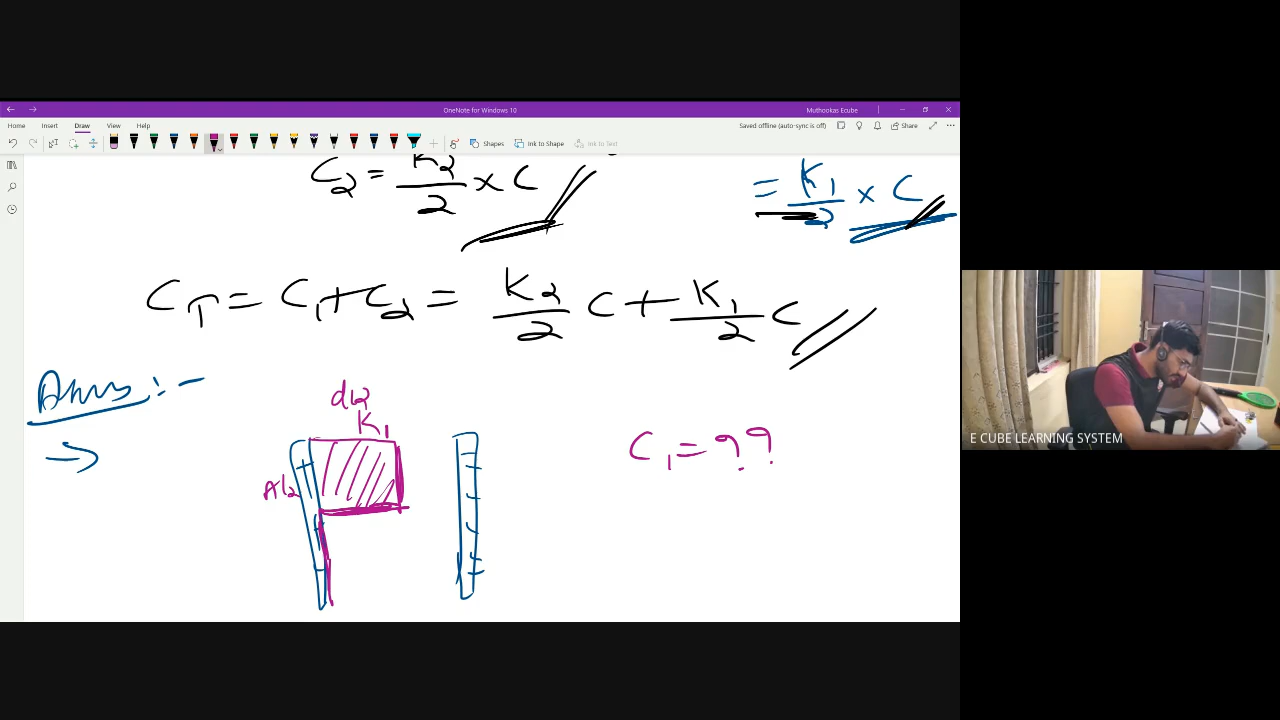 OneNote for Windows 10
Muthookas Ecube
Home Insert Draw View Help
Saved offline (auto-sync is off)
Share
Shapes
Ink to Shape
Ink to Text
C2 = K2/2 × C
= K1/2 × C
CT = C1 + C2 = K2/2 C + K1/2 C
Ans :-
→
d/2
K1
A/2
C1 = ??
E CUBE LEARNING SYSTEM